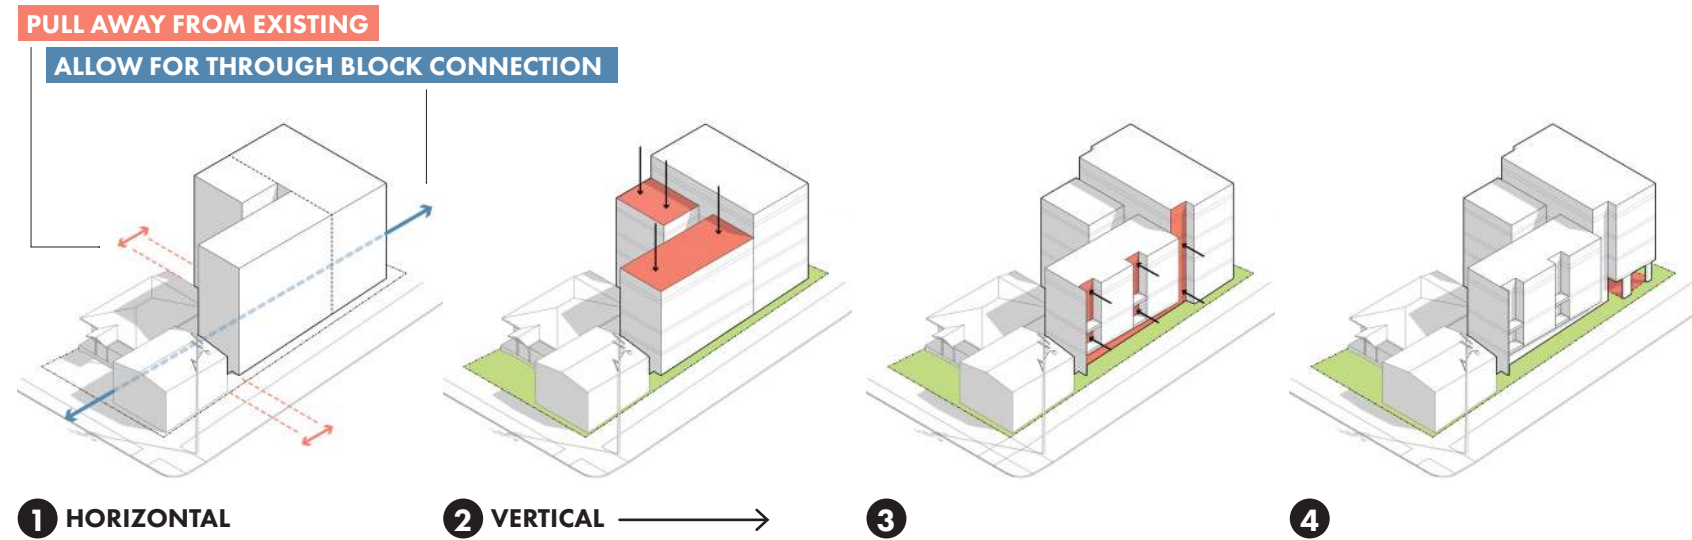 PULL AWAY FROM EXISTING
ALLOW FOR THROUGH BLOCK CONNECTION
1 HORIZONTAL
2 VERTICAL
3
4